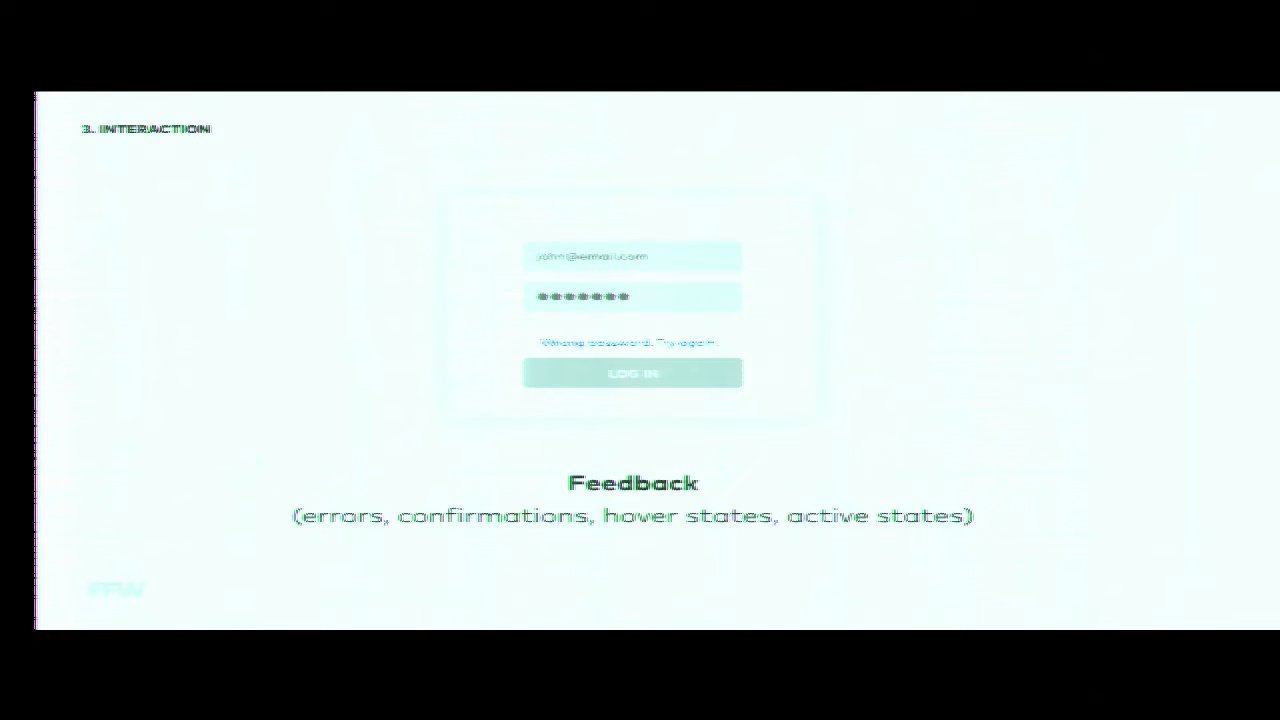 3. INTERACTION
john@email.com
●●●●●●●
Wrong password. Try again.
LOG IN
Feedback
(errors, confirmations, hover states, active states)